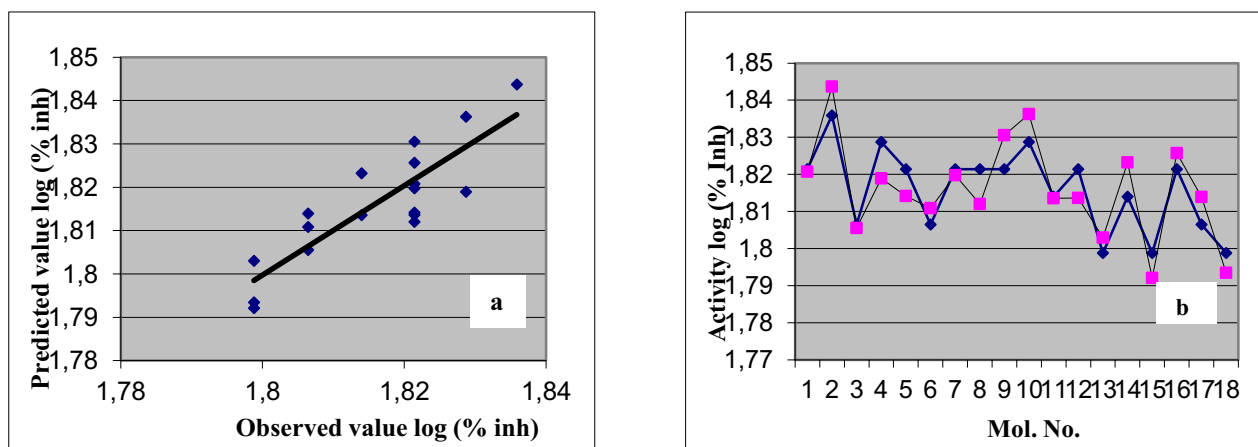 1,85
1,84
1,83
1,82
1,81
1,8
1,79
1,78
Predicted value log (% inh)
1,78 1,8 1,82 1,84
Observed value log (% inh)
a
1,85
1,84
1,83
1,82
1,81
1,8
1,79
1,78
1,77
Activity log (% Inh)
1 2 3 4 5 6 7 8 9 10 11 12 13 14 15 16 17 18
Mol. No.
b